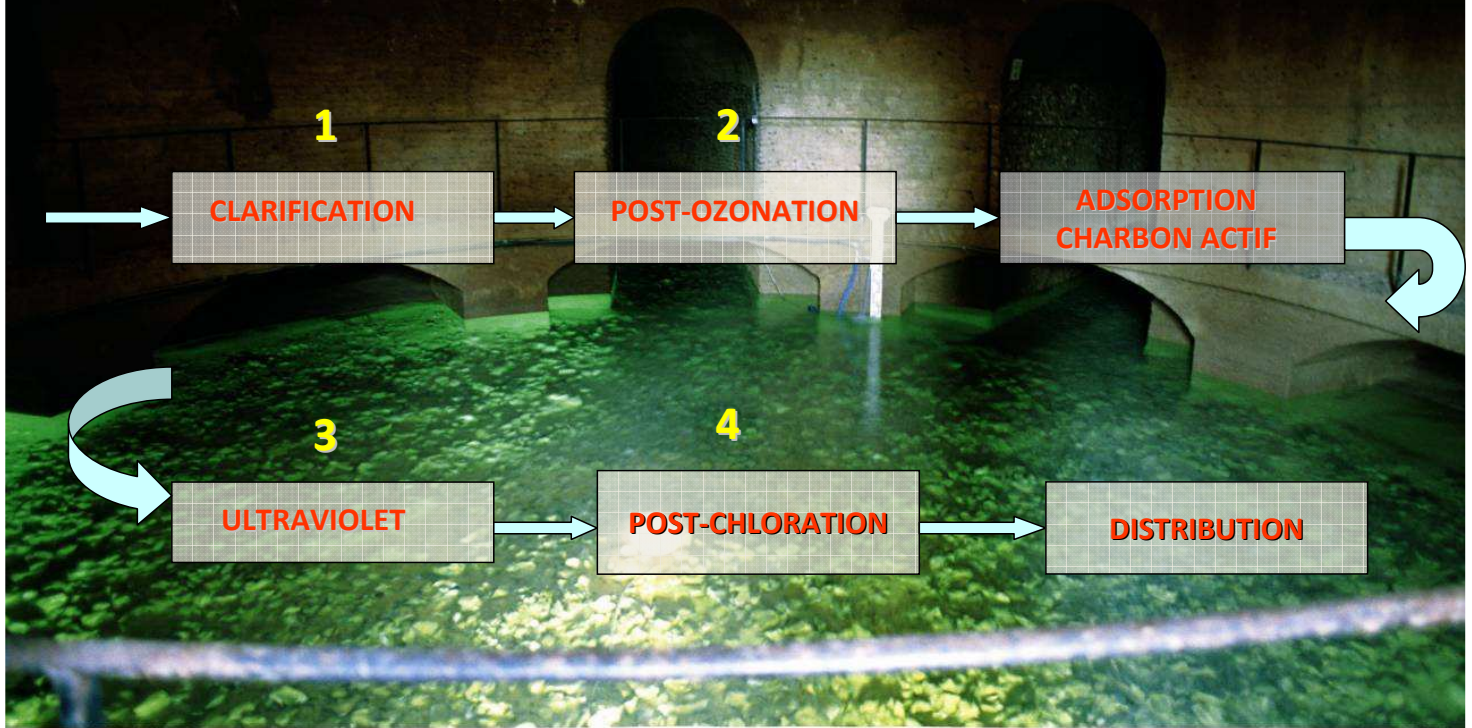 1
2
CLARIFICATION
POST-OZONATION
ADSORPTION
CHARBON ACTIF
3
4
ULTRAVIOLET
POST-CHLORATION
DISTRIBUTION